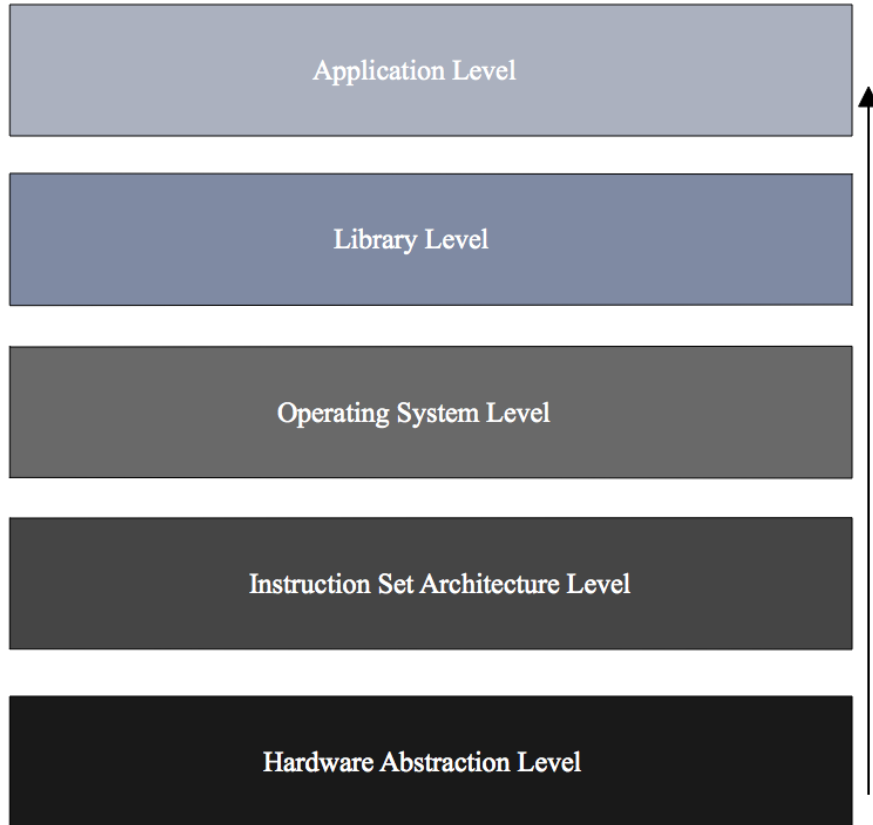 Application Level
Library Level
Operating System Level
Instruction Set Architecture Level
Hardware Abstraction Level